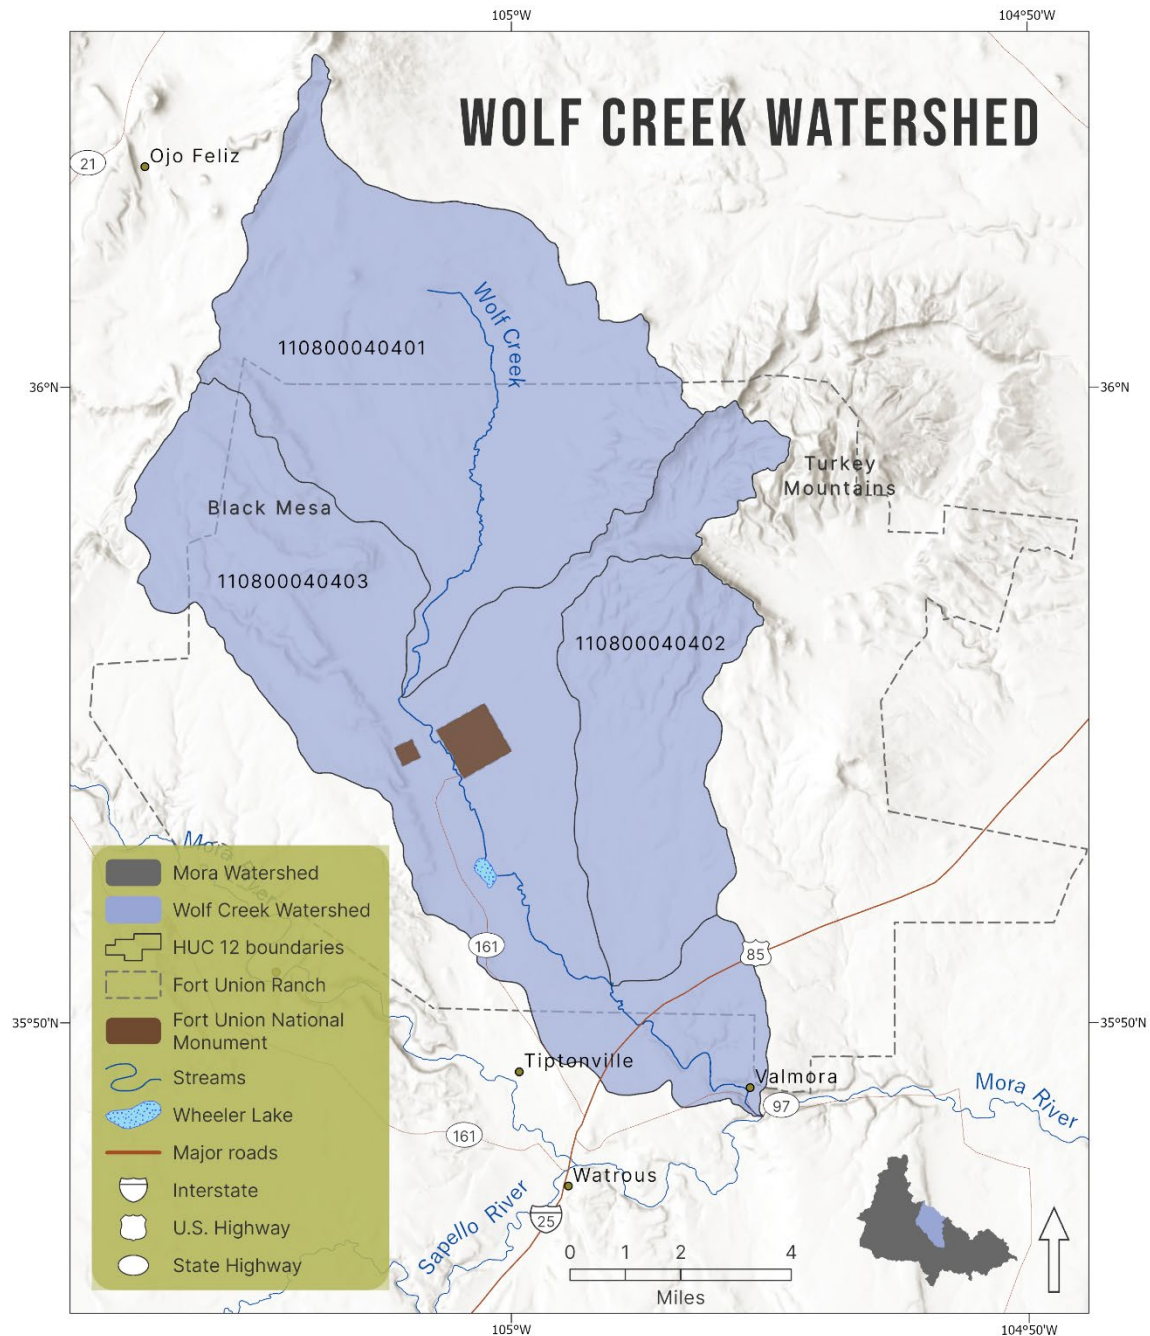 105°W
104°50'W
WOLF CREEK WATERSHED
21
Ojo Feliz
Wolf Creek
110800040401
36°N
36°N
Turkey
Mountains
Black Mesa
110800040403
110800040402
Mora River
161
85
35°50'N
35°50'N
Tiptonville
Valmora
97
Mora River
161
Watrous
Sapello River
25
Mora Watershed
Wolf Creek Watershed
HUC 12 boundaries
Fort Union Ranch
Fort Union National
Monument
Streams
Wheeler Lake
Major roads
Interstate
U.S. Highway
State Highway
0 1 2 4
Miles
105°W
104°50'W